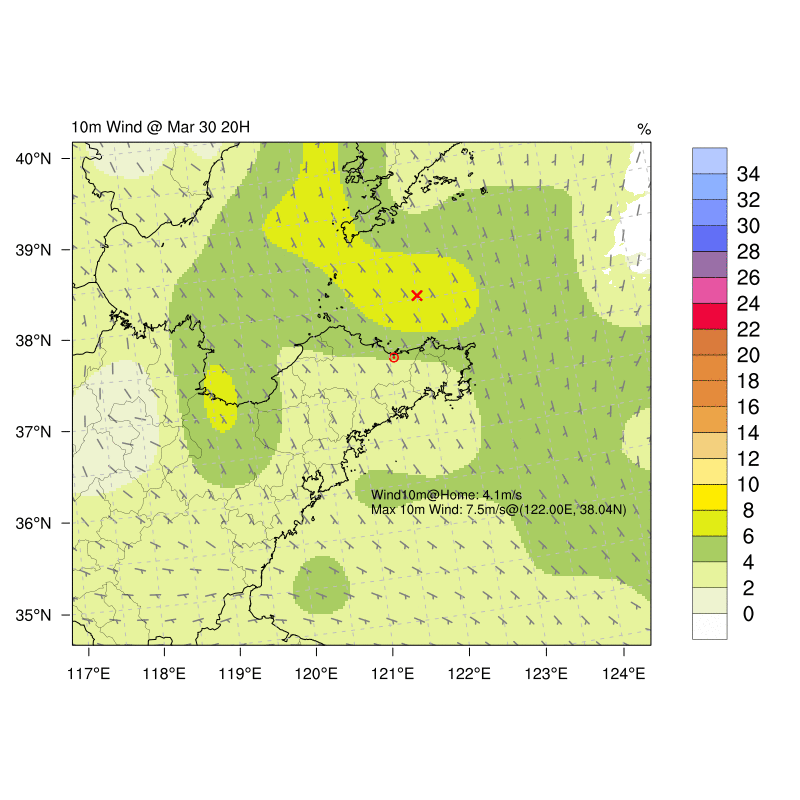 10m Wind @ Mar 30 20H
%
40°N
39°N
38°N
37°N
36°N
35°N
117°E 118°E 119°E 120°E 121°E 122°E 123°E 124°E
Wind10m@Home: 4.1m/s
Max 10m Wind: 7.5m/s@(122.00E, 38.04N)
34
32
30
28
26
24
22
20
18
16
14
12
10
8
6
4
2
0